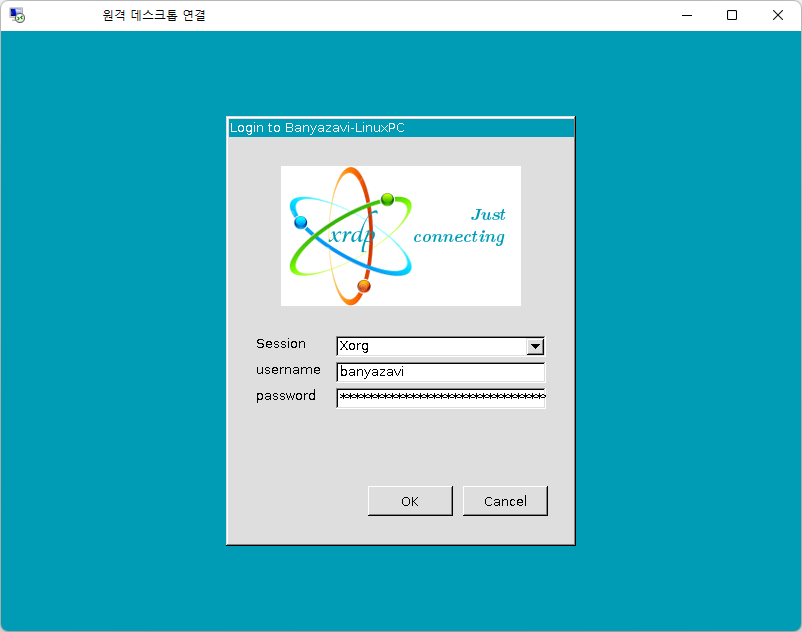 원격 데스크톱 연결
Login to Banyazavi-LinuxPC
xrdp
Just
connecting
Session
Xorg
username
banyazavi
password
*****************************
OK
Cancel